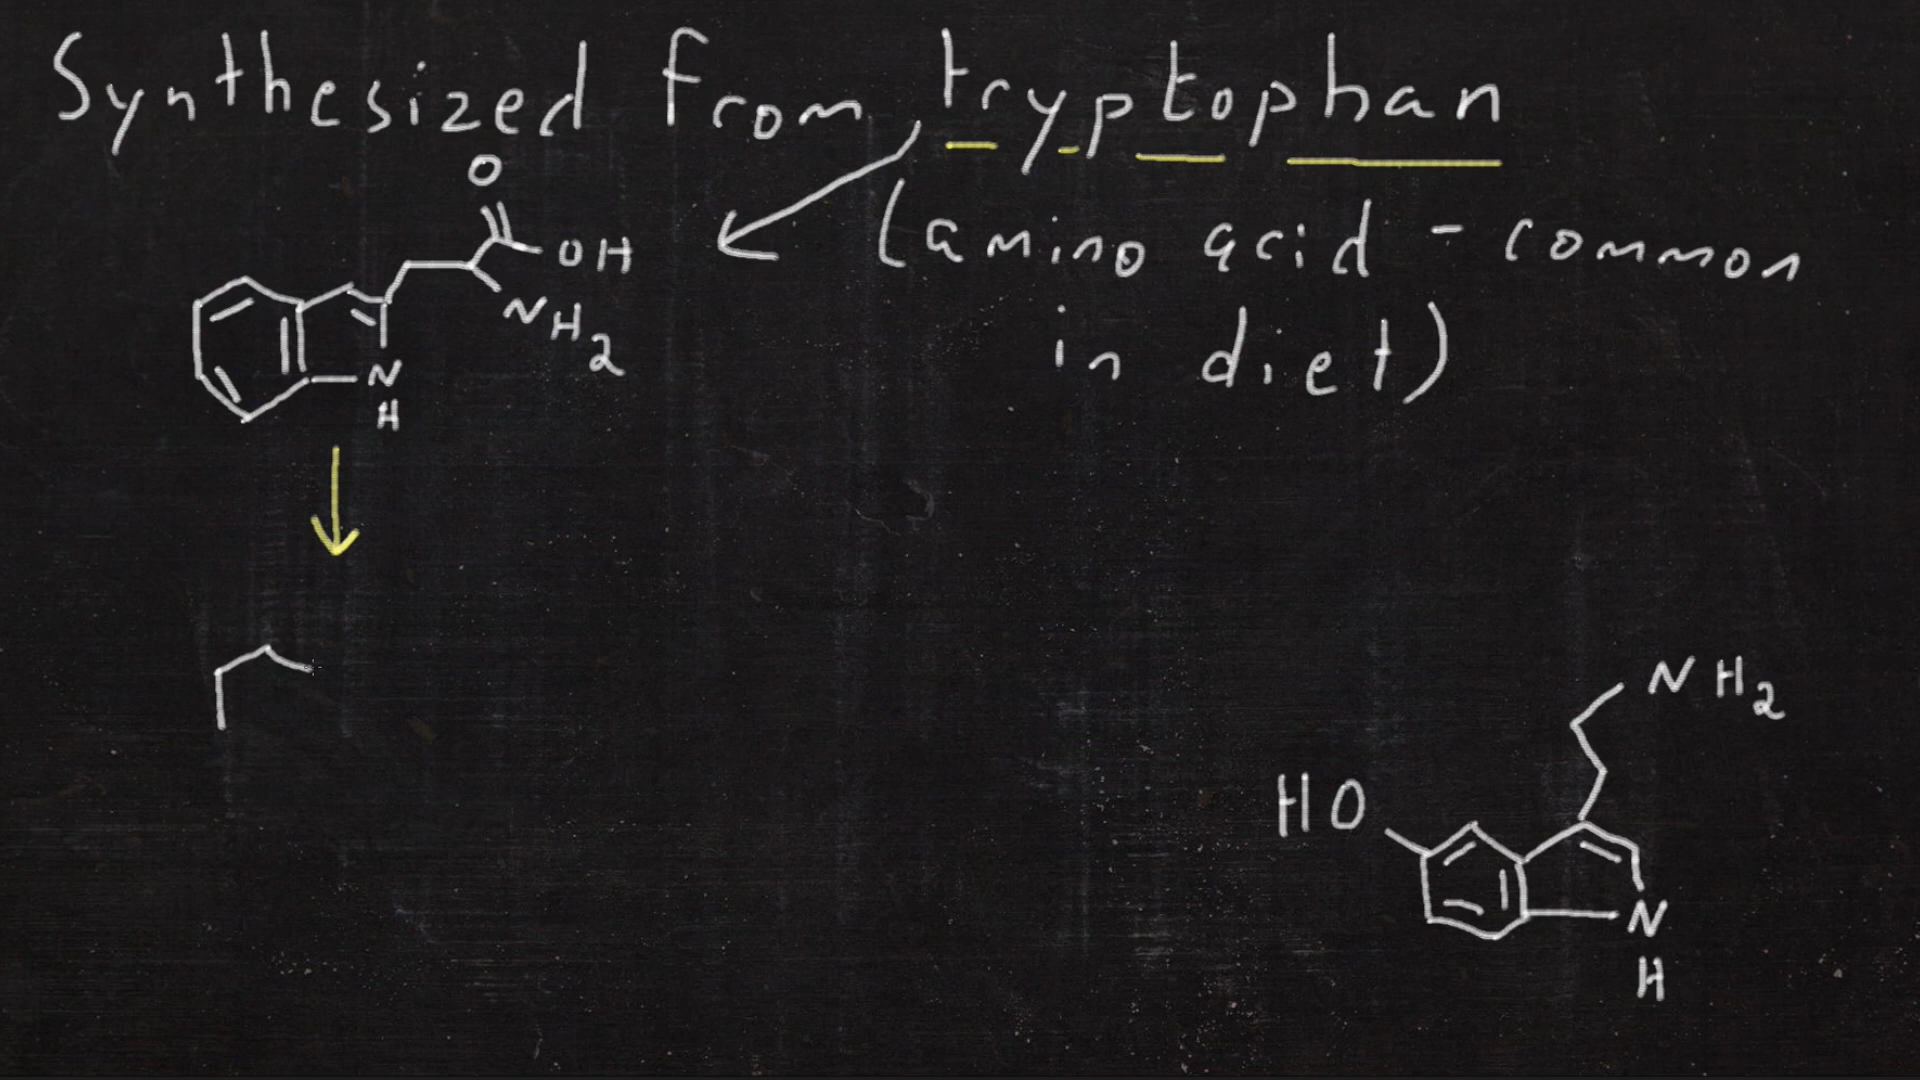 Synthesized from tryptophan
(amino acid - common
in diet)
O
OH
NH2
N
H
NH2
HO
N
H